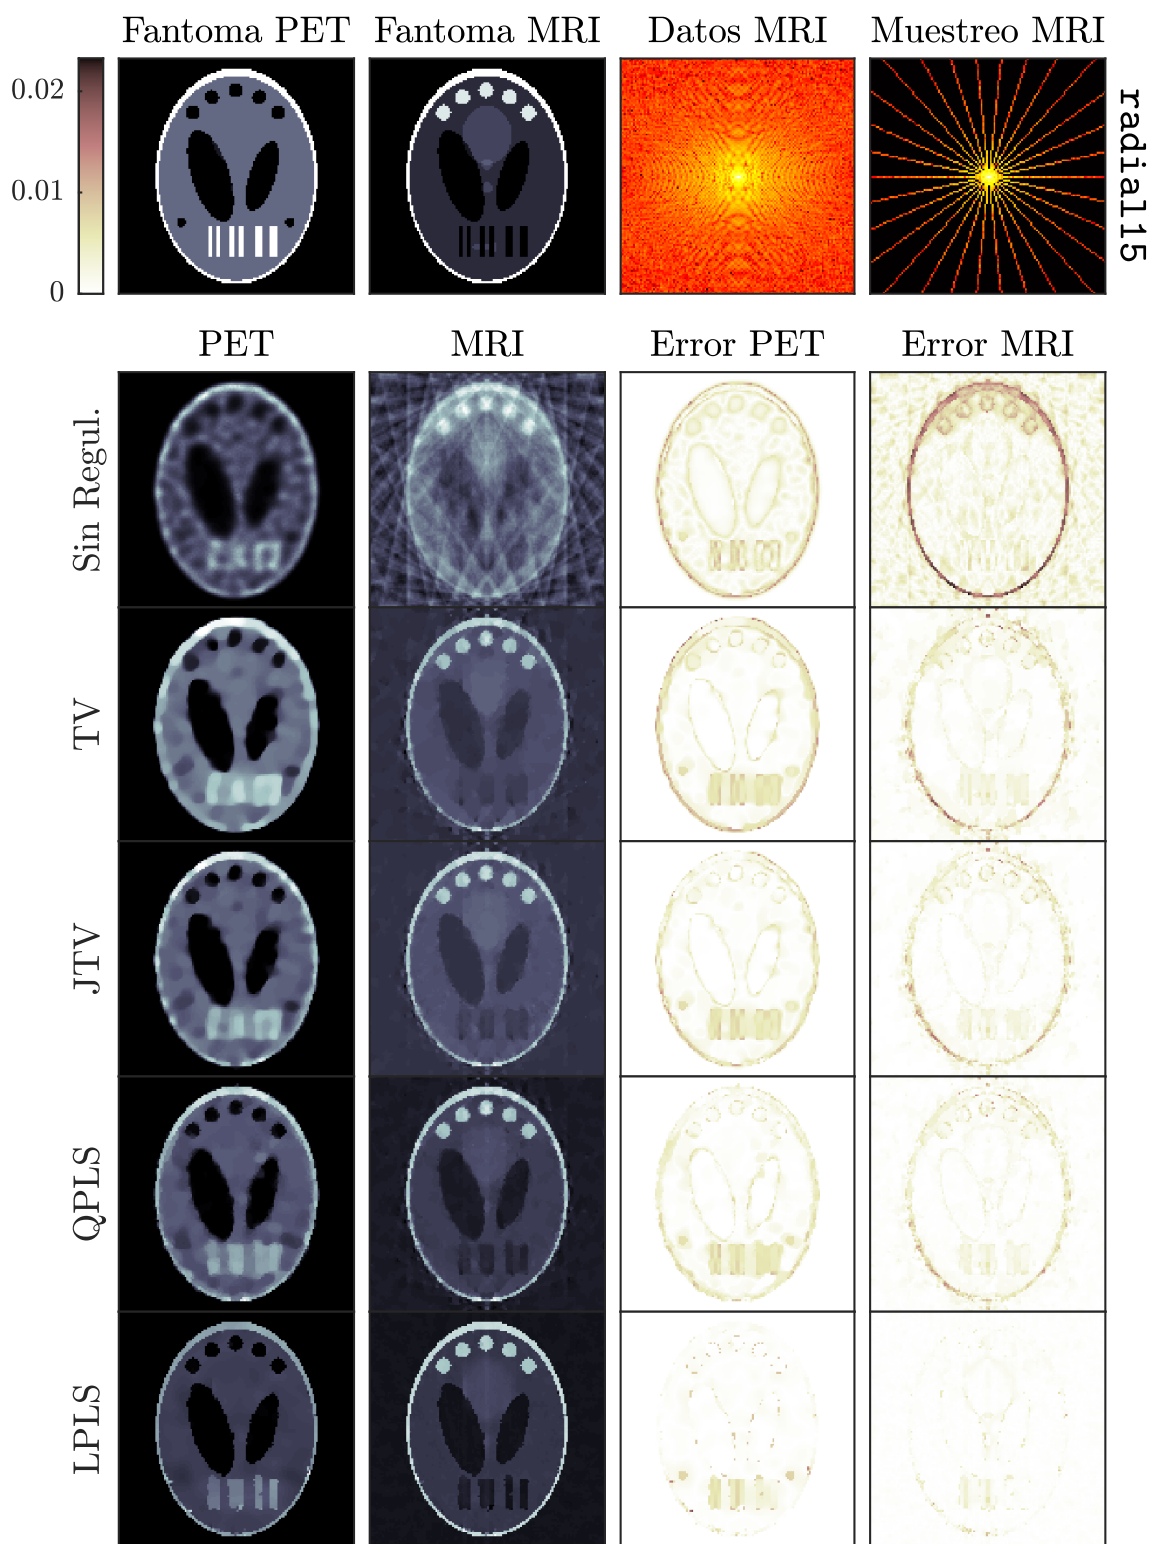 Fantoma PET Fantoma MRI Datos MRI Muestreo MRI
0.02
0.01
0
radial15
PET MRI Error PET Error MRI
Sin Regul.
TV
JTV
QPLS
LPLS